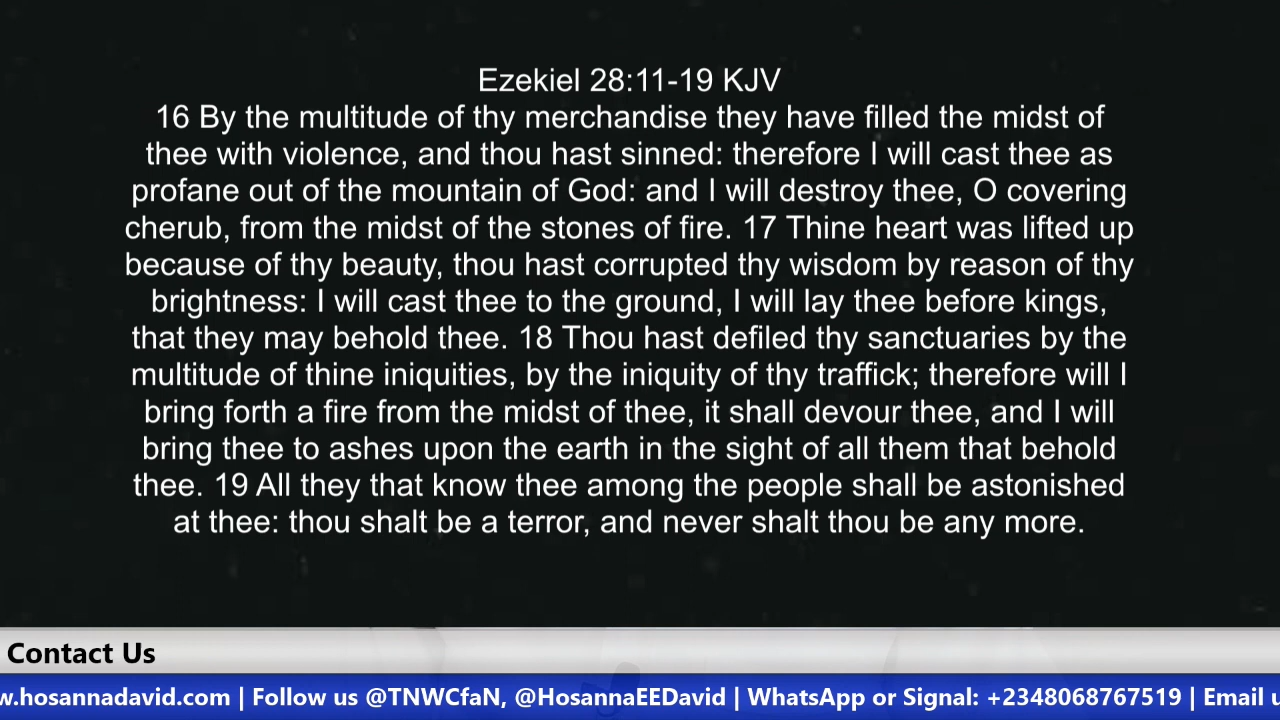 Ezekiel 28:11-19 KJV
16 By the multitude of thy merchandise they have filled the midst of
thee with violence, and thou hast sinned: therefore I will cast thee as
profane out of the mountain of God: and I will destroy thee, O covering
cherub, from the midst of the stones of fire. 17 Thine heart was lifted up
because of thy beauty, thou hast corrupted thy wisdom by reason of thy
brightness: I will cast thee to the ground, I will lay thee before kings,
that they may behold thee. 18 Thou hast defiled thy sanctuaries by the
multitude of thine iniquities, by the iniquity of thy traffick; therefore will I
bring forth a fire from the midst of thee, it shall devour thee, and I will
bring thee to ashes upon the earth in the sight of all them that behold
thee. 19 All they that know thee among the people shall be astonished
at thee: thou shalt be a terror, and never shalt thou be any more.
Contact Us
w.hosannadavid.com | Follow us @TNWCfaN, @HosannaEEDavid | WhatsApp or Signal: +2348068767519 | Email